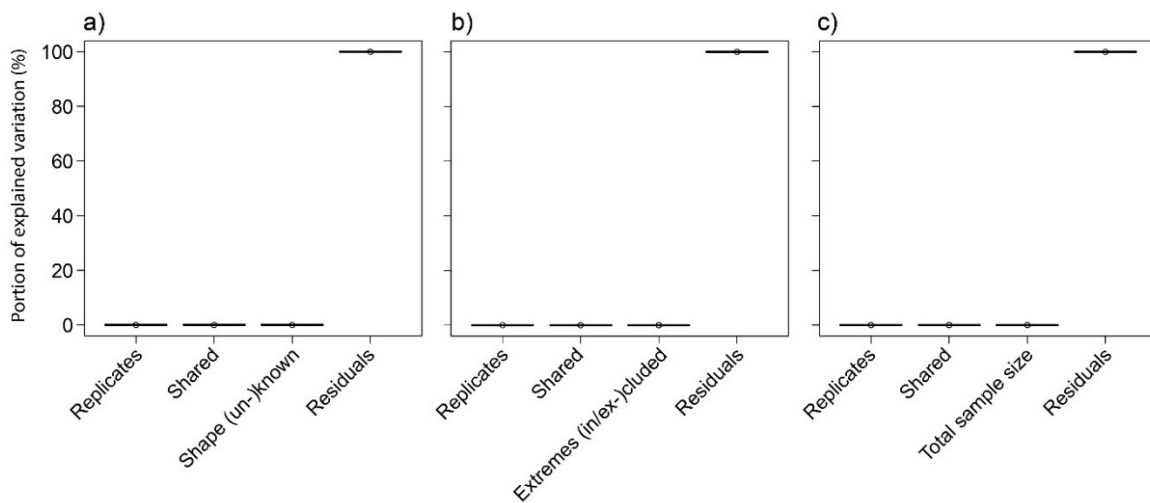 a)
b)
c)
Portion of explained variation (%)
100
80
60
40
20
0
Replicates
Shared
Shape (un-)known
Residuals
Replicates
Shared
Extremes (in/ex-)cluded
Residuals
Replicates
Shared
Total sample size
Residuals